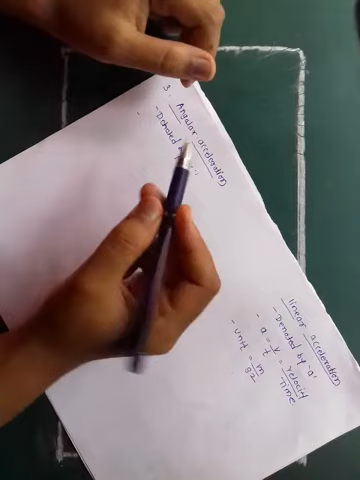 3. Angular acceleration
- Denoted
linear acceleration
- Denoted by 'a'
- a = v/t = velocity/Time
- unit = m/s2